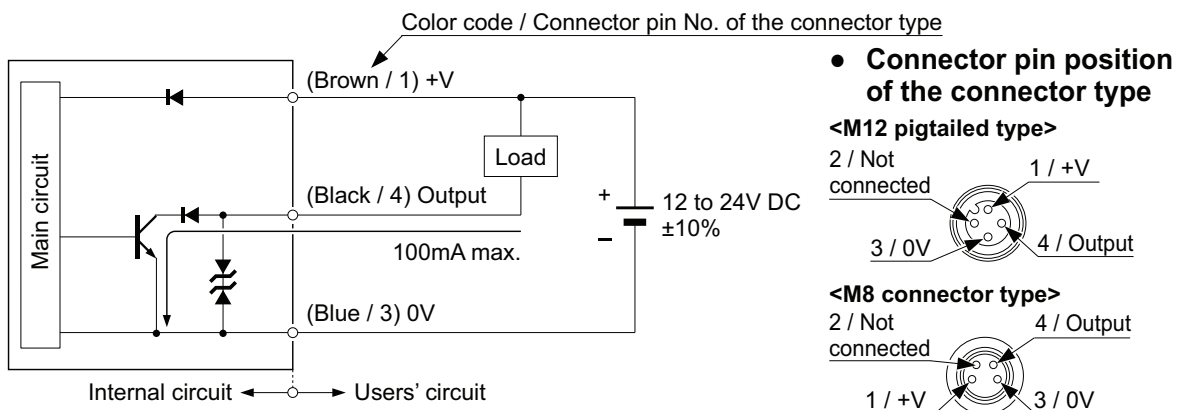 Color code / Connector pin No. of the connector type
(Brown / 1) +V
Main circuit
Load
(Black / 4) Output
100mA max.
+
12 to 24V DC
±10%
–
(Blue / 3) 0V
Internal circuit
Users’ circuit
● Connector pin position
of the connector type
<M12 pigtailed type>
2 / Not
connected
1 / +V
3 / 0V
4 / Output
<M8 connector type>
2 / Not
connected
4 / Output
1 / +V
3 / 0V